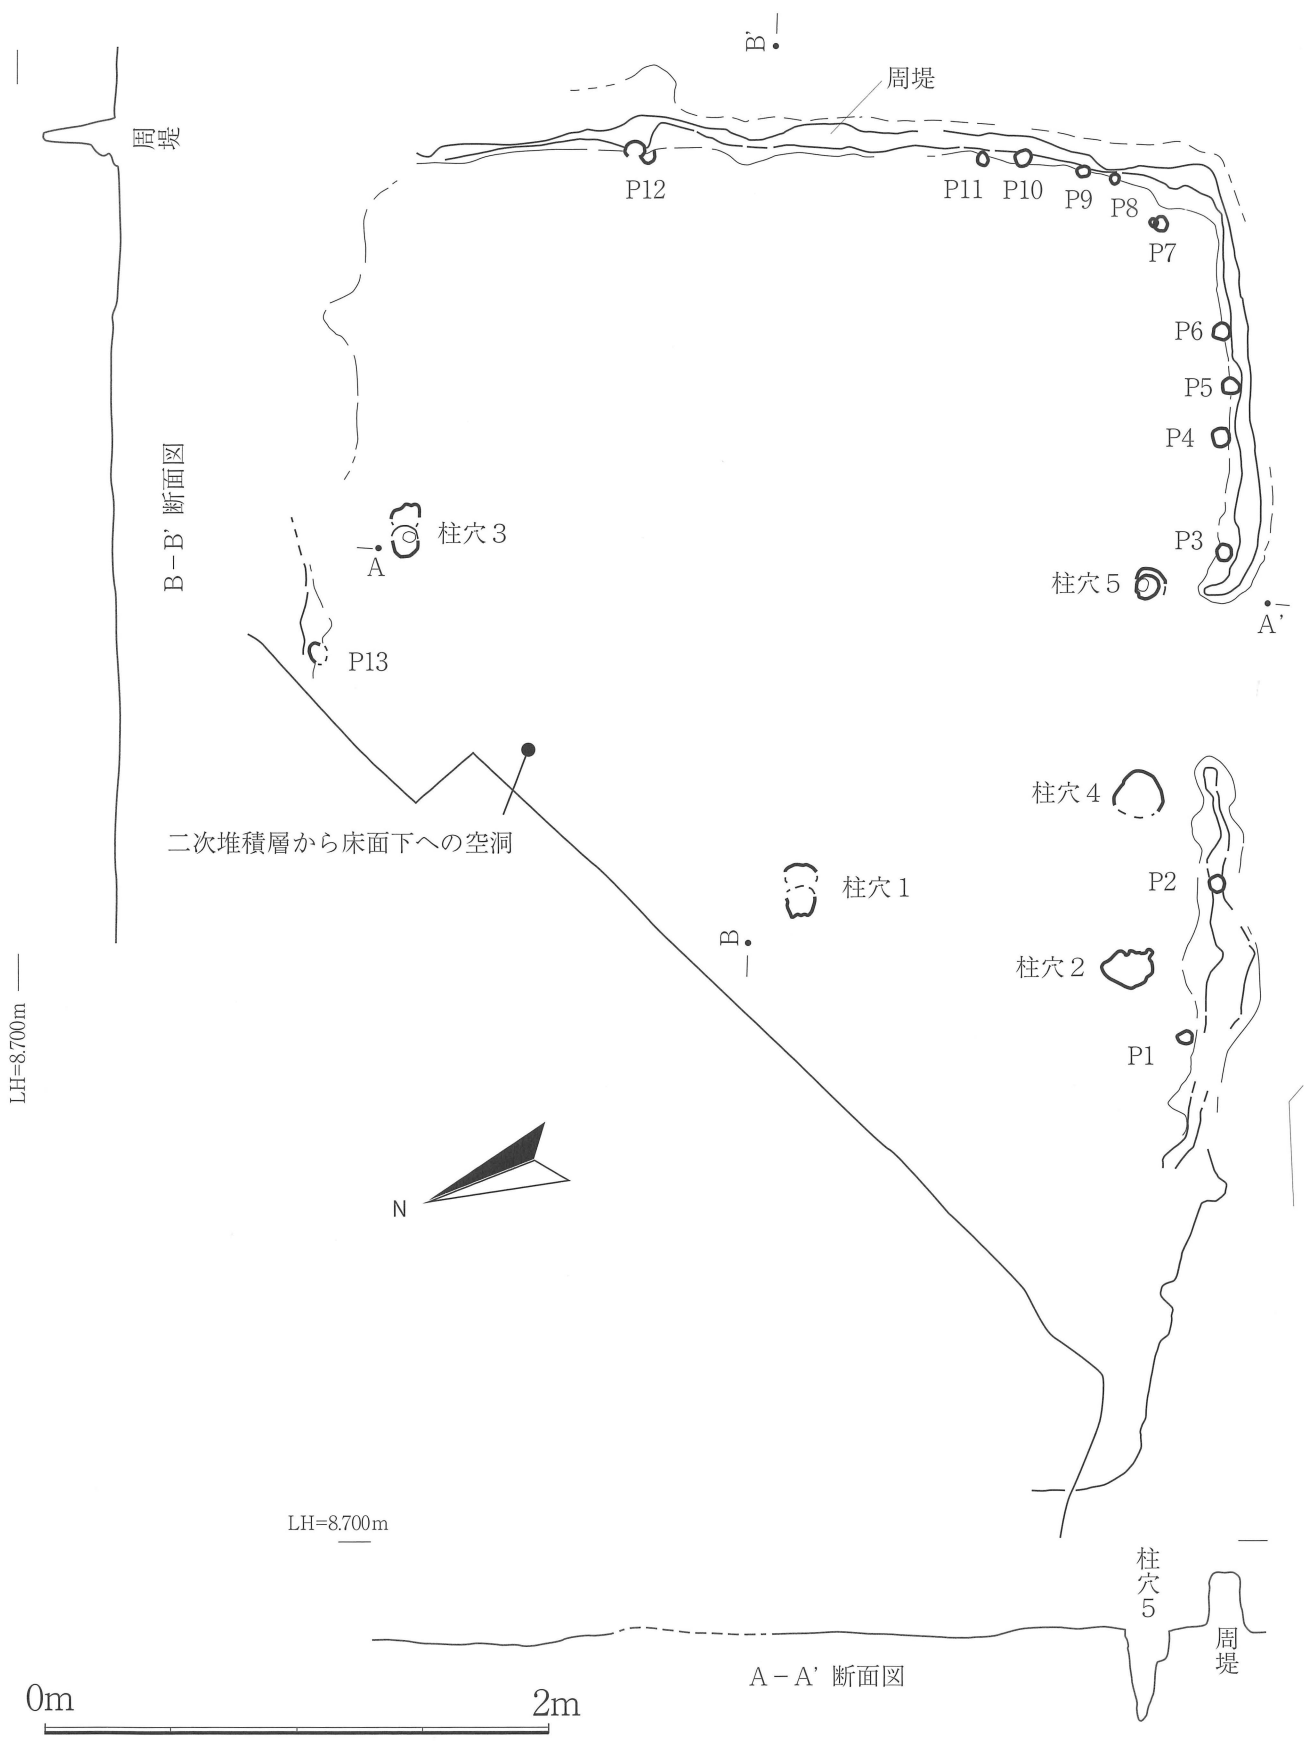 B'
周堤
周堤
P12
P11
P10
P9
P8
P7
P6
P5
P4
P3
B−B' 断面図
柱穴3
A
柱穴5
A'
P13
二次堆積層から床面下への空洞
柱穴4
柱穴1
P2
B
柱穴2
P1
LH=8.700m
N
LH=8.700m
柱穴5
周堤
A−A' 断面図
0m
2m